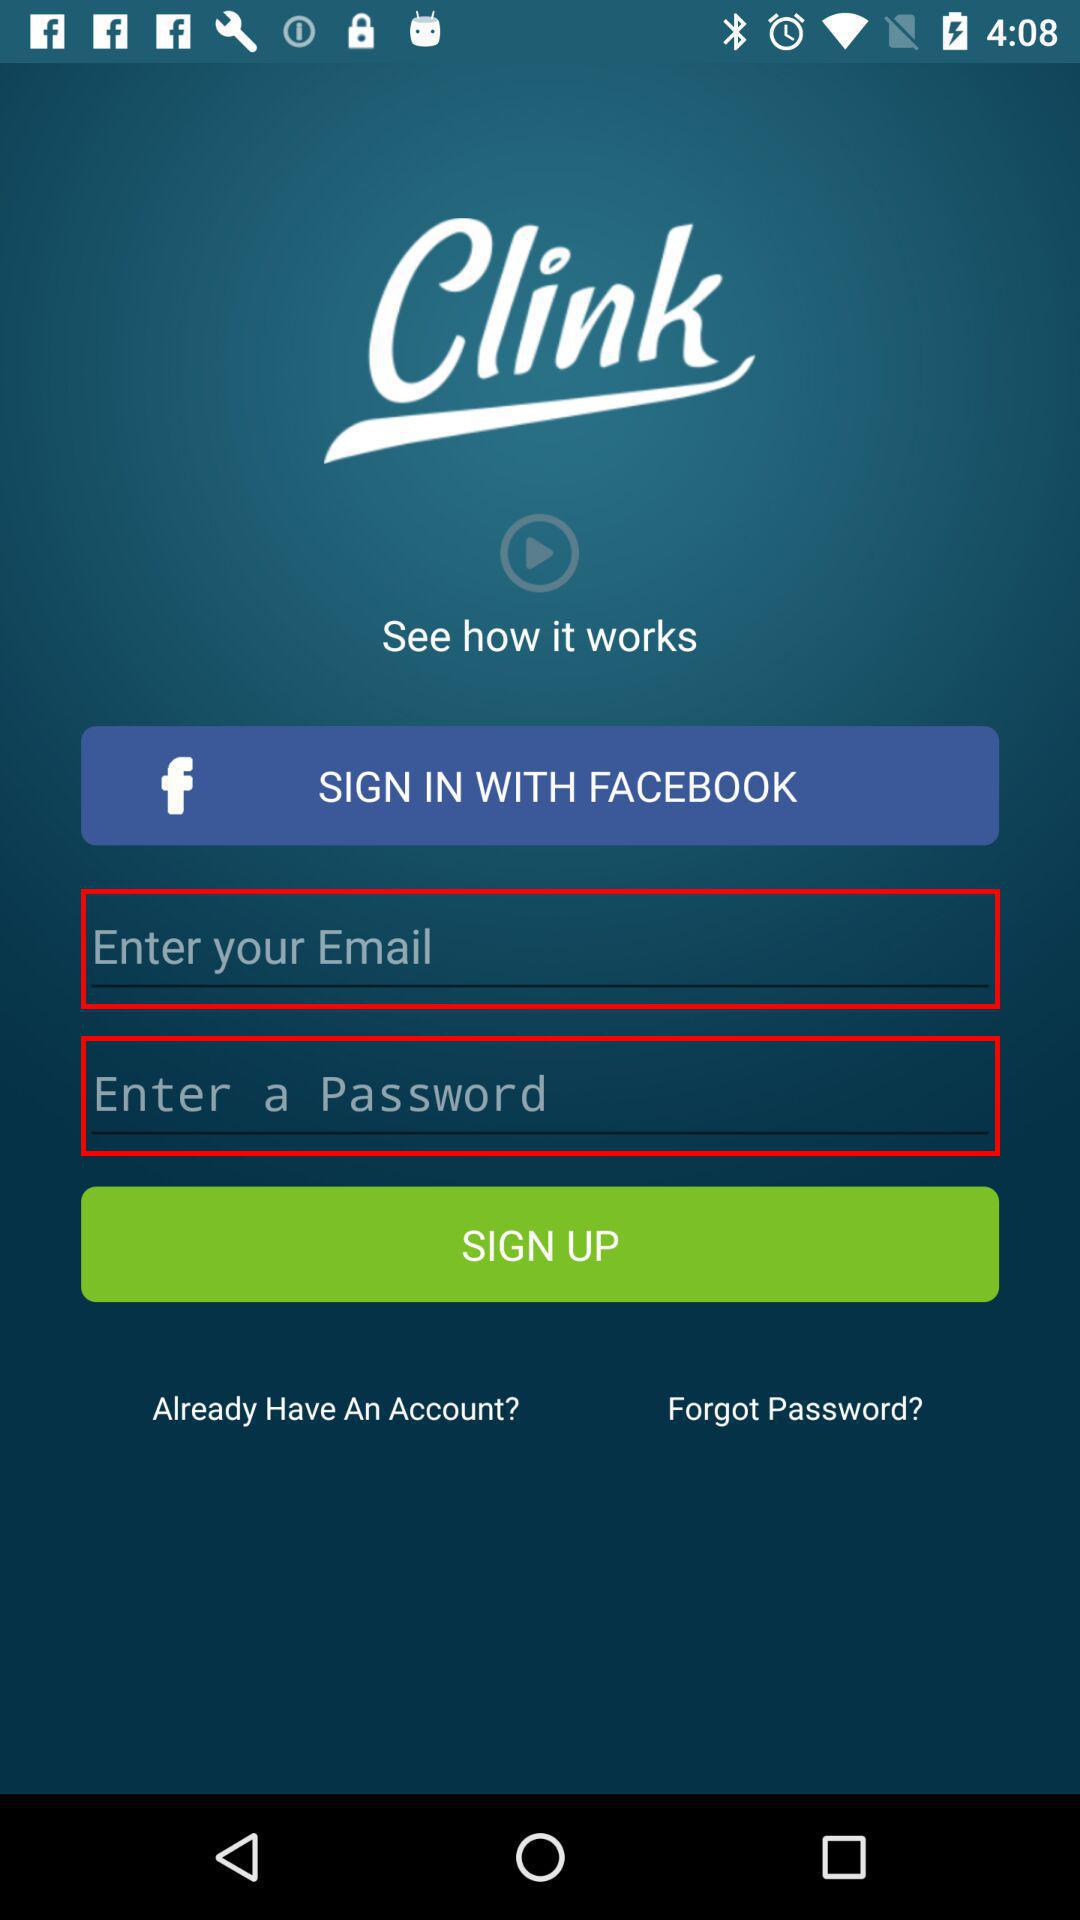 4:08
Clink
See how it works
SIGN IN WITH FACEBOOK
Enter your Email
Enter a Password
SIGN UP
Already Have An Account? Forgot Password?